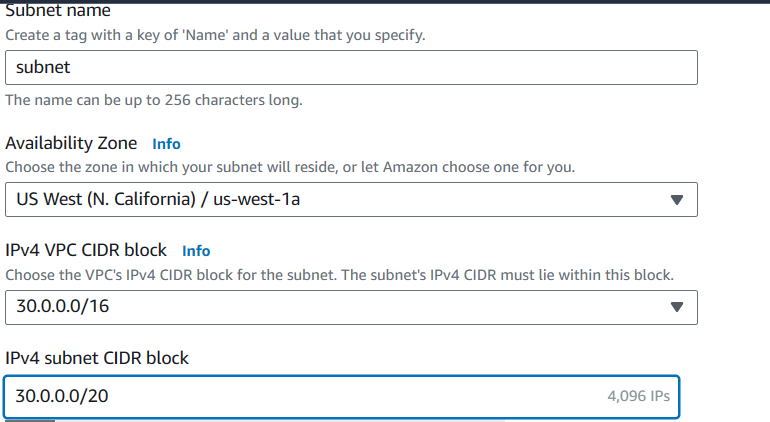 Subnet name
Create a tag with a key of 'Name' and a value that you specify.
subnet
The name can be up to 256 characters long.
Availability Zone Info
Choose the zone in which your subnet will reside, or let Amazon choose one for you.
US West (N. California) / us-west-1a
IPv4 VPC CIDR block Info
Choose the VPC's IPv4 CIDR block for the subnet. The subnet's IPv4 CIDR must lie within this block.
30.0.0.0/16
IPv4 subnet CIDR block
30.0.0.0/20 4,096 IPs